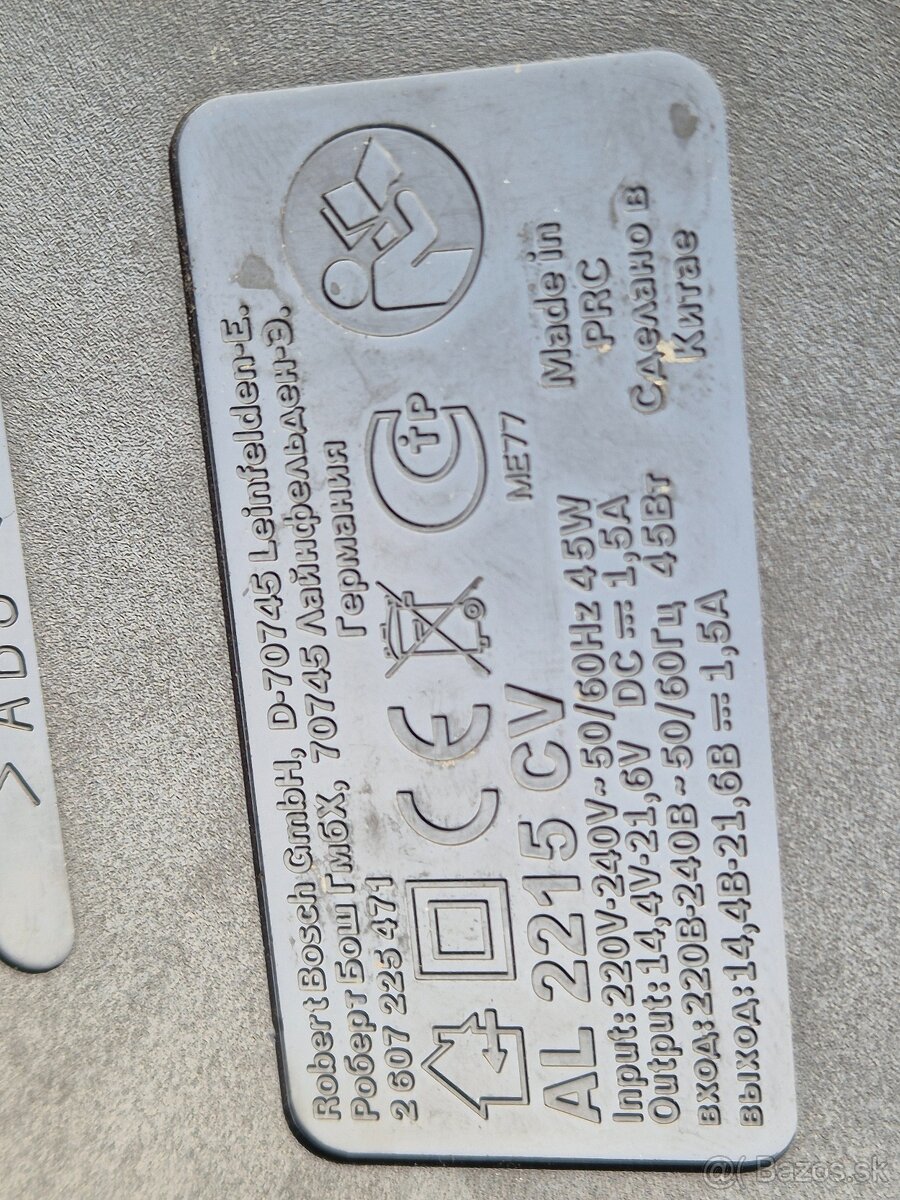 Robert Bosch GmbH, D-70745 Leinfelden-E.
Роберт Бош ГмбХ, 70745 Лайнфельден-Э.
2 607 225 471
Германия
CE
TP
ME77
AL 2215 CV
Input: 220V-240V~50/60Hz 45W
Output: 14,4V-21,6V DC ⎓ 1,5A
вход: 220В-240В~50/60Гц 45Вт
выход: 14,4В-21,6В ⎓ 1,5А
Made in
PRC
Сделано в
Китае
@( Bazos.sk